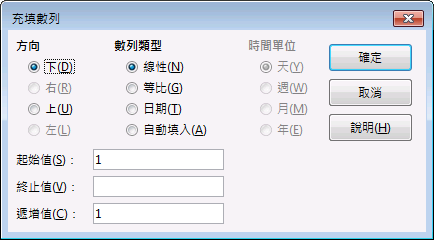 充填數列
方向
下(D)
右(R)
上(U)
左(L)
數列類型
線性(N)
等比(G)
日期(T)
自動填入(A)
時間單位
天(Y)
週(W)
月(M)
年(E)
確定
取消
說明(H)
起始值(S)： 1
終止值(V)：
遞增值(C)： 1